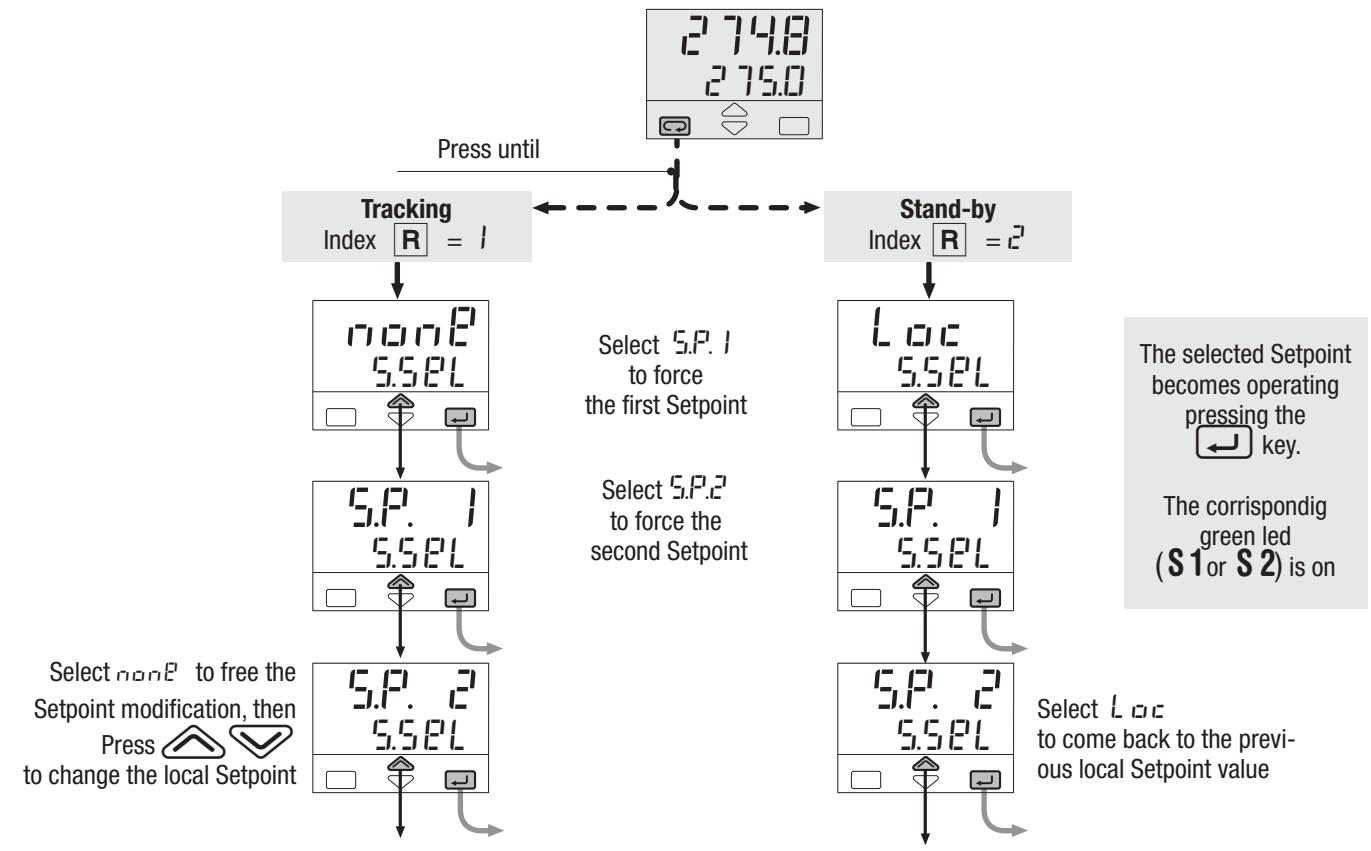 274.8
275.0
Press until
Tracking
Index R = 1
Stand-by
Index R = 2
nonE
S.SEL
Select S.P. 1
to force
the first Setpoint
Loc
S.SEL
The selected Setpoint
becomes operating
pressing the
key.
The corrispondig
green led
(S 1 or S 2) is on
S.P. 1
S.SEL
Select S.P.2
to force the
second Setpoint
S.P. 1
S.SEL
Select nonE to free the
Setpoint modification, then
Press
to change the local Setpoint
S.P. 2
S.SEL
S.P. 2
S.SEL
Select Loc
to come back to the previ-
ous local Setpoint value